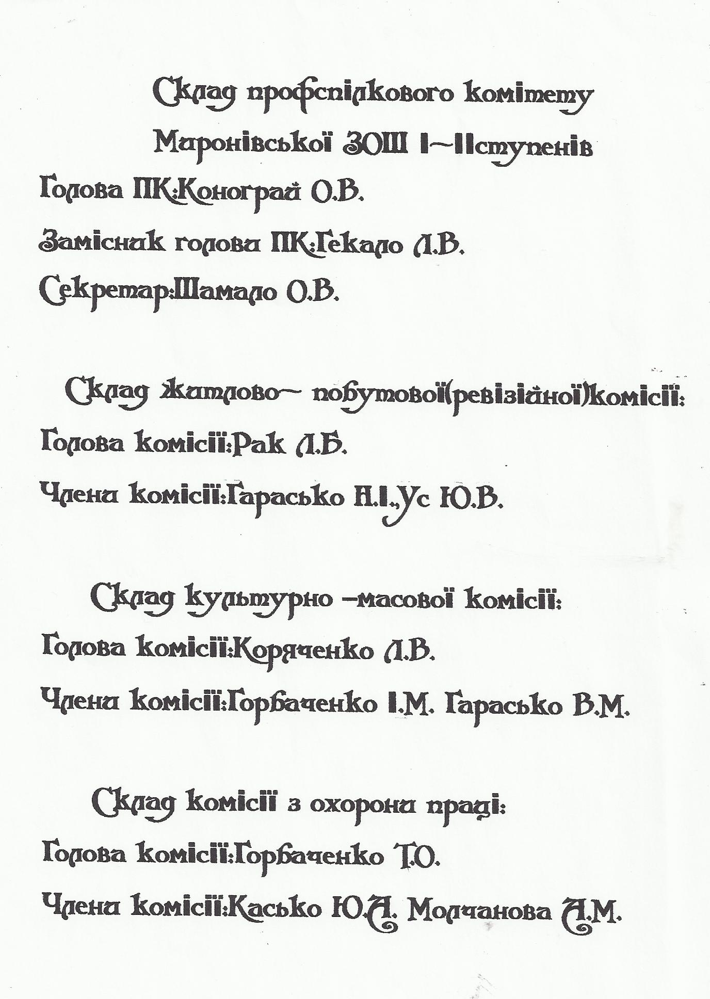 Склад профспілкового комітету
Миронівської ЗОШ І~ІІступенів
Голова ПК:Конограй О.В.
Замісник голови ПК:Гекало Л.В.
Секретар:Шамало О.В.
Склад житлово~ побутової(ревізійної)комісії:
Голова комісії:Рак Л.Б.
Члени комісії:Гарасько Н.І.,Ус Ю.В.
Склад культурно –масової комісії:
Голова комісії:Коряченко Л.В.
Члени комісії:Горбаченко І.М. Гарасько В.М.
Склад комісії з охорони праці:
Голова комісії:Горбаченко Т.О.
Члени комісії:Касько Ю.А. Молчанова А.М.